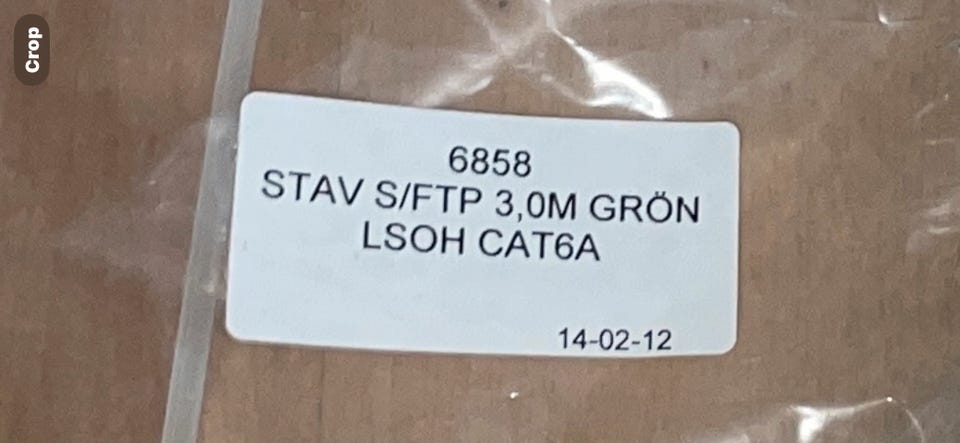 Crop
6858
STAV S/FTP 3,0M GRÖN
LSOH CAT6A
14-02-12